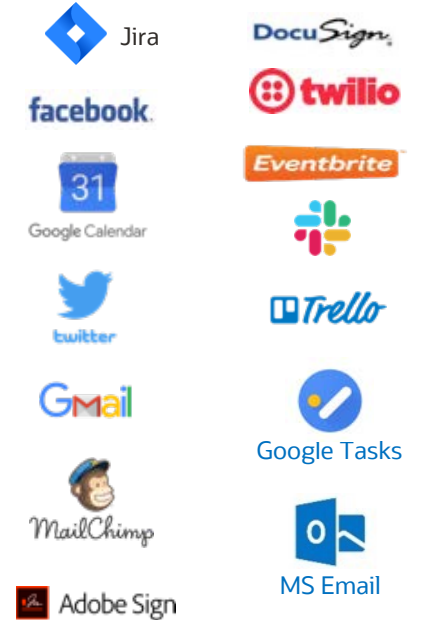 Jira
facebook.
31
Google Calendar
twitter
Gmail
MailChimp
Adobe Sign
DocuSign
twilio
Eventbrite
Trello
Google Tasks
O
MS Email